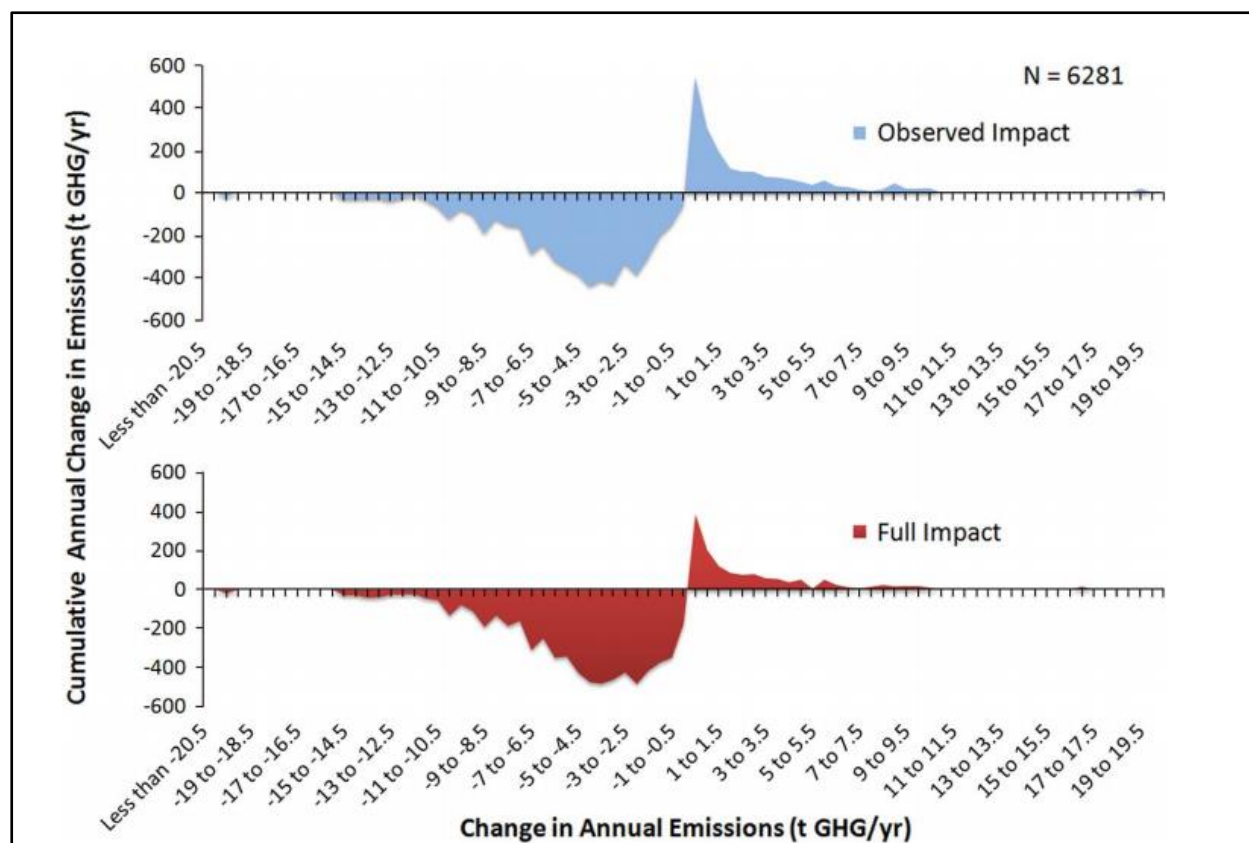 N = 6281
Observed Impact
600
400
200
0
-200
-400
-600
Less than -20.5
-19 to -18.5
-17 to -16.5
-15 to -14.5
-13 to -12.5
-11 to -10.5
-9 to -8.5
-7 to -6.5
-5 to -4.5
-3 to -2.5
-1 to -0.5
1 to 1.5
3 to 3.5
5 to 5.5
7 to 7.5
9 to 9.5
11 to 11.5
13 to 13.5
15 to 15.5
17 to 17.5
19 to 19.5
Cumulative Annual Change in Emissions (t GHG/yr)
Full Impact
600
400
200
0
-200
-400
-600
Less than -20.5
-19 to -18.5
-17 to -16.5
-15 to -14.5
-13 to -12.5
-11 to -10.5
-9 to -8.5
-7 to -6.5
-5 to -4.5
-3 to -2.5
-1 to -0.5
1 to 1.5
3 to 3.5
5 to 5.5
7 to 7.5
9 to 9.5
11 to 11.5
13 to 13.5
15 to 15.5
17 to 17.5
19 to 19.5
Change in Annual Emissions (t GHG/yr)